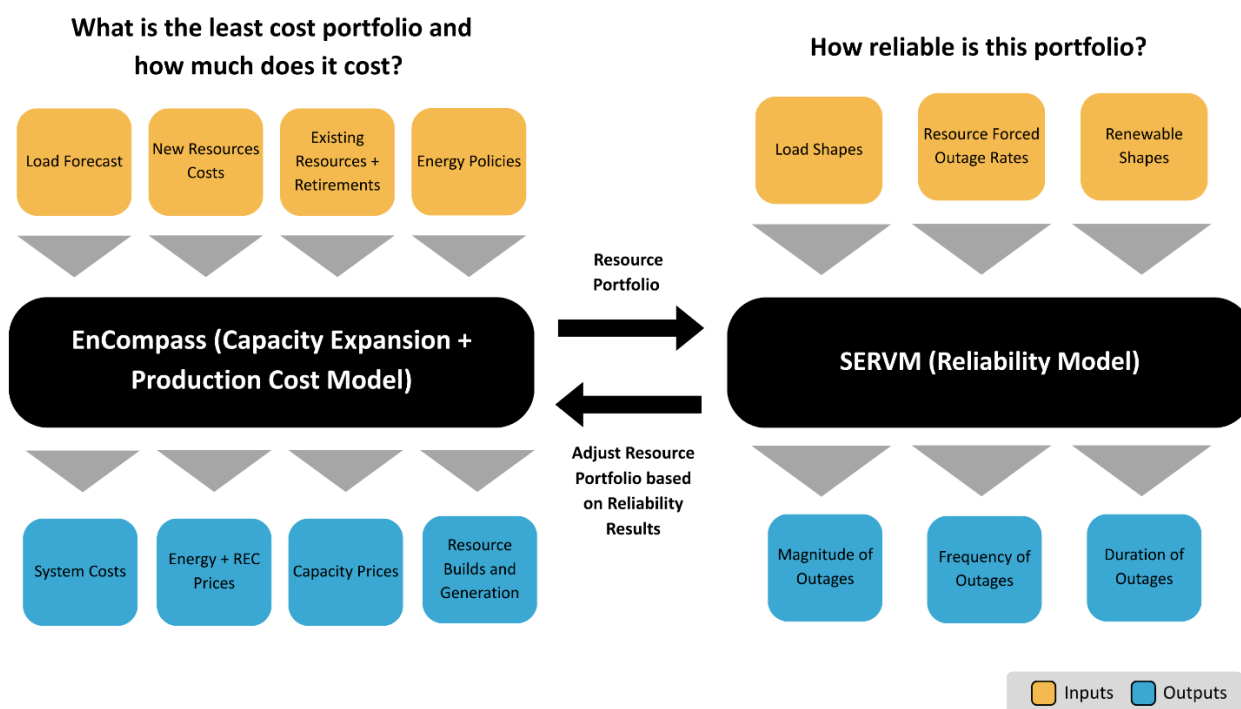 What is the least cost portfolio and
how much does it cost?
How reliable is this portfolio?
Load Forecast
New Resources
Costs
Existing
Resources +
Retirements
Energy Policies
Load Shapes
Resource Forced
Outage Rates
Renewable
Shapes
EnCompass (Capacity Expansion +
Production Cost Model)
Resource
Portfolio
SERVM (Reliability Model)
Adjust Resource
Portfolio based
on Reliability
Results
System Costs
Energy + REC
Prices
Capacity Prices
Resource
Builds and
Generation
Magnitude of
Outages
Frequency of
Outages
Duration of
Outages
Inputs
Outputs